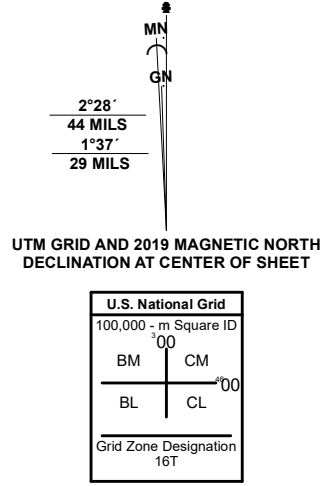 MN
GN
2°28´
44 MILS
1°37´
29 MILS
UTM GRID AND 2019 MAGNETIC NORTH
DECLINATION AT CENTER OF SHEET
U.S. National Grid
100,000 - m Square ID
³00
BM CM
⁴⁶00
BL CL
Grid Zone Designation
16T